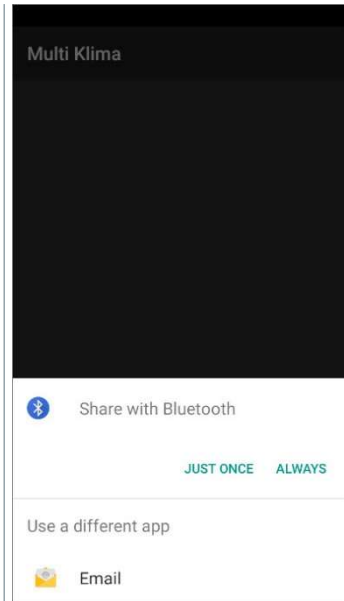 Multi Klima
Share with Bluetooth
JUST ONCE ALWAYS
Use a different app
Email